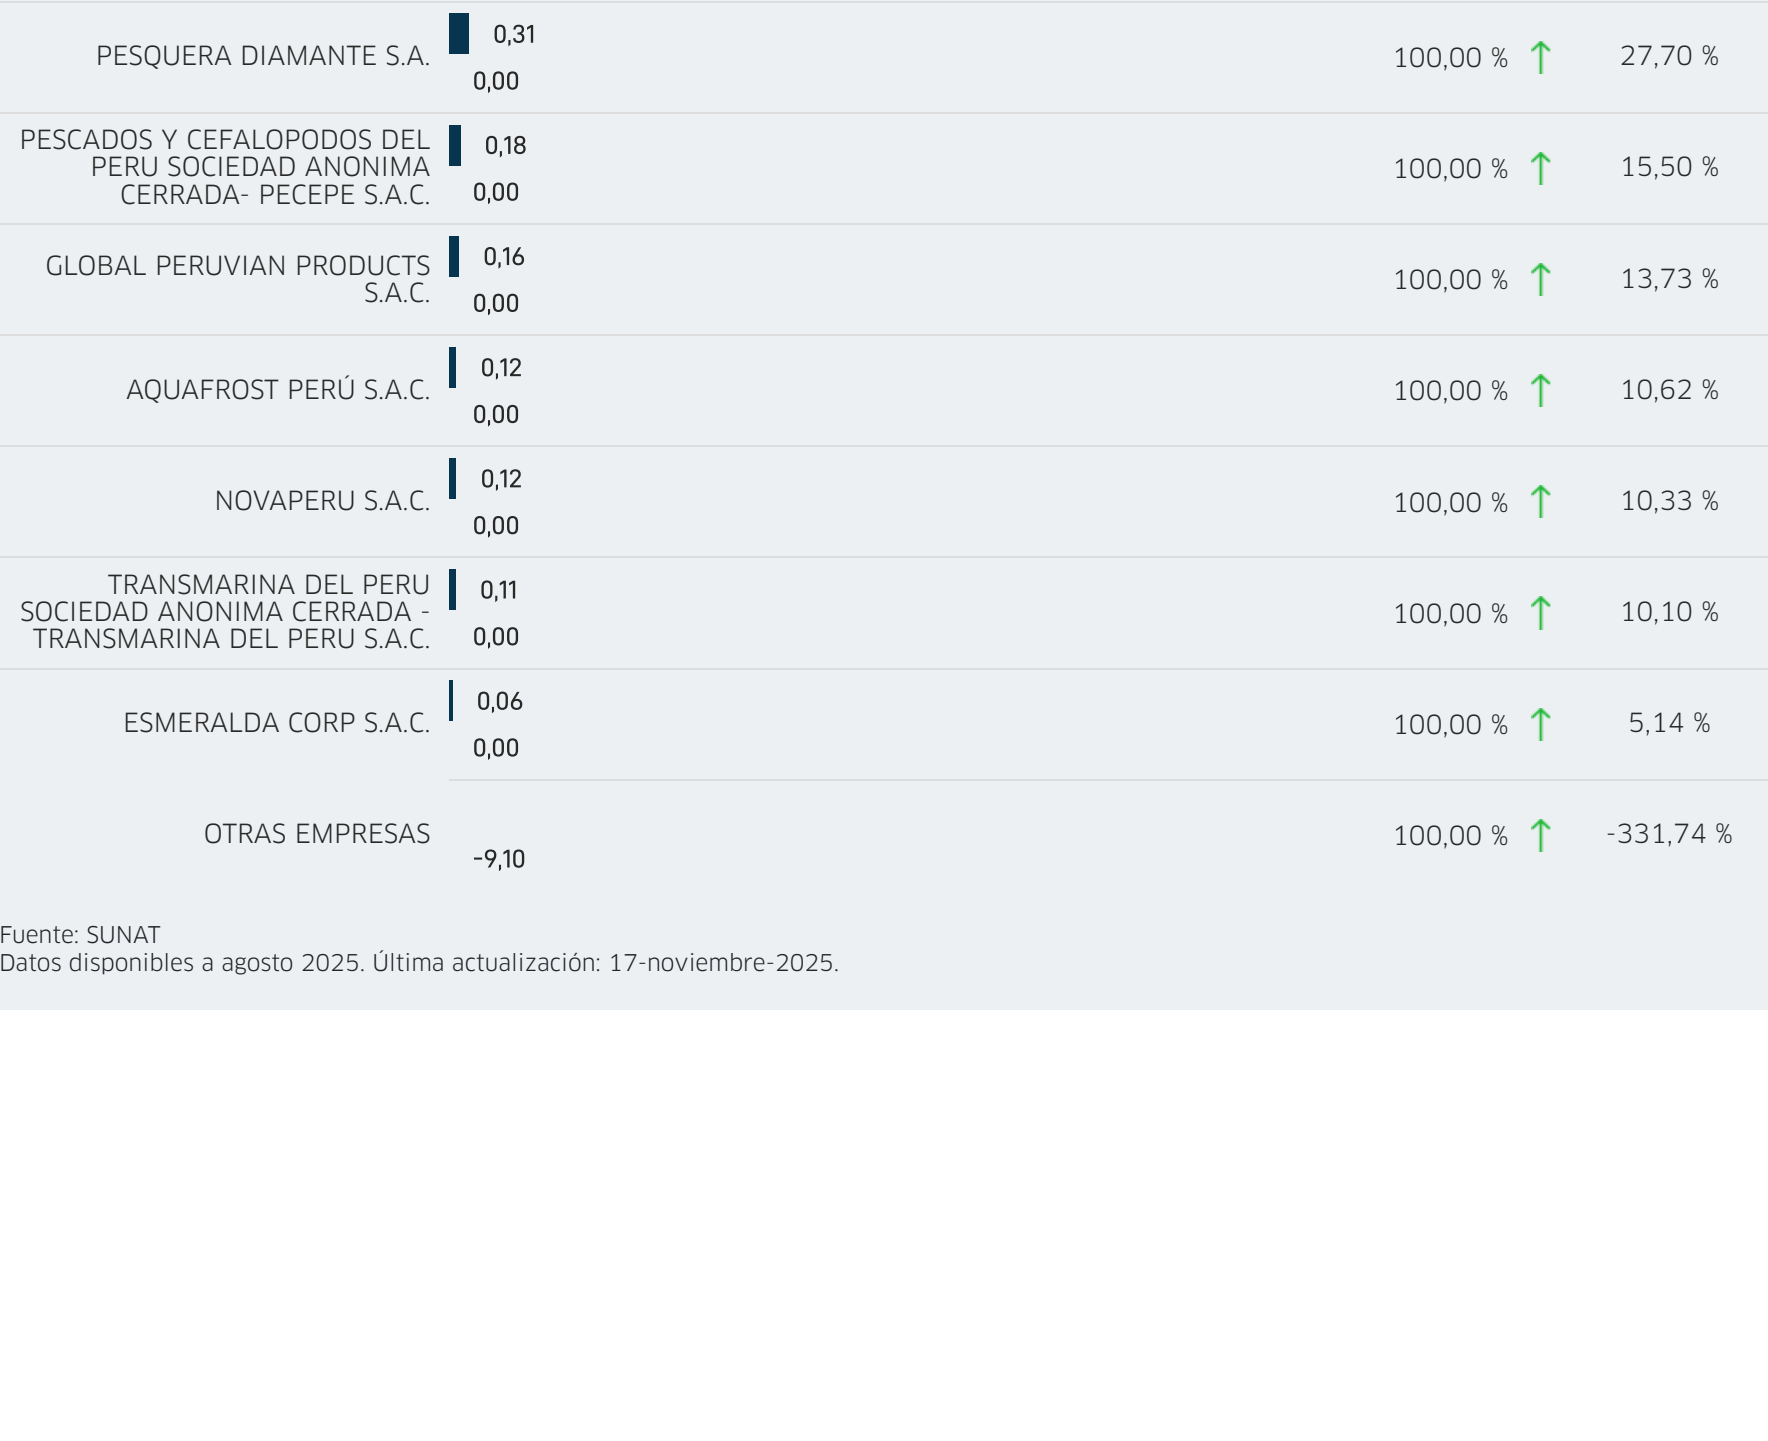 PESQUERA DIAMANTE S.A.
0,31
0,00
100,00 %
27,70 %
PESCADOS Y CEFALOPODOS DEL
PERU SOCIEDAD ANONIMA
CERRADA- PECEPE S.A.C.
0,18
0,00
100,00 %
15,50 %
GLOBAL PERUVIAN PRODUCTS
S.A.C.
0,16
0,00
100,00 %
13,73 %
AQUAFROST PERÚ S.A.C.
0,12
0,00
100,00 %
10,62 %
NOVAPERU S.A.C.
0,12
0,00
100,00 %
10,33 %
TRANSMARINA DEL PERU
SOCIEDAD ANONIMA CERRADA -
TRANSMARINA DEL PERU S.A.C.
0,11
0,00
100,00 %
10,10 %
ESMERALDA CORP S.A.C.
0,06
0,00
100,00 %
5,14 %
OTRAS EMPRESAS
-9,10
100,00 %
-331,74 %
Fuente: SUNAT
Datos disponibles a agosto 2025. Última actualización: 17-noviembre-2025.